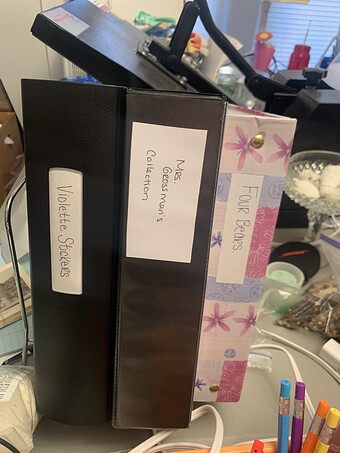 Violette Stickers
Mrs.
Grossman's
Collection
Four Bears